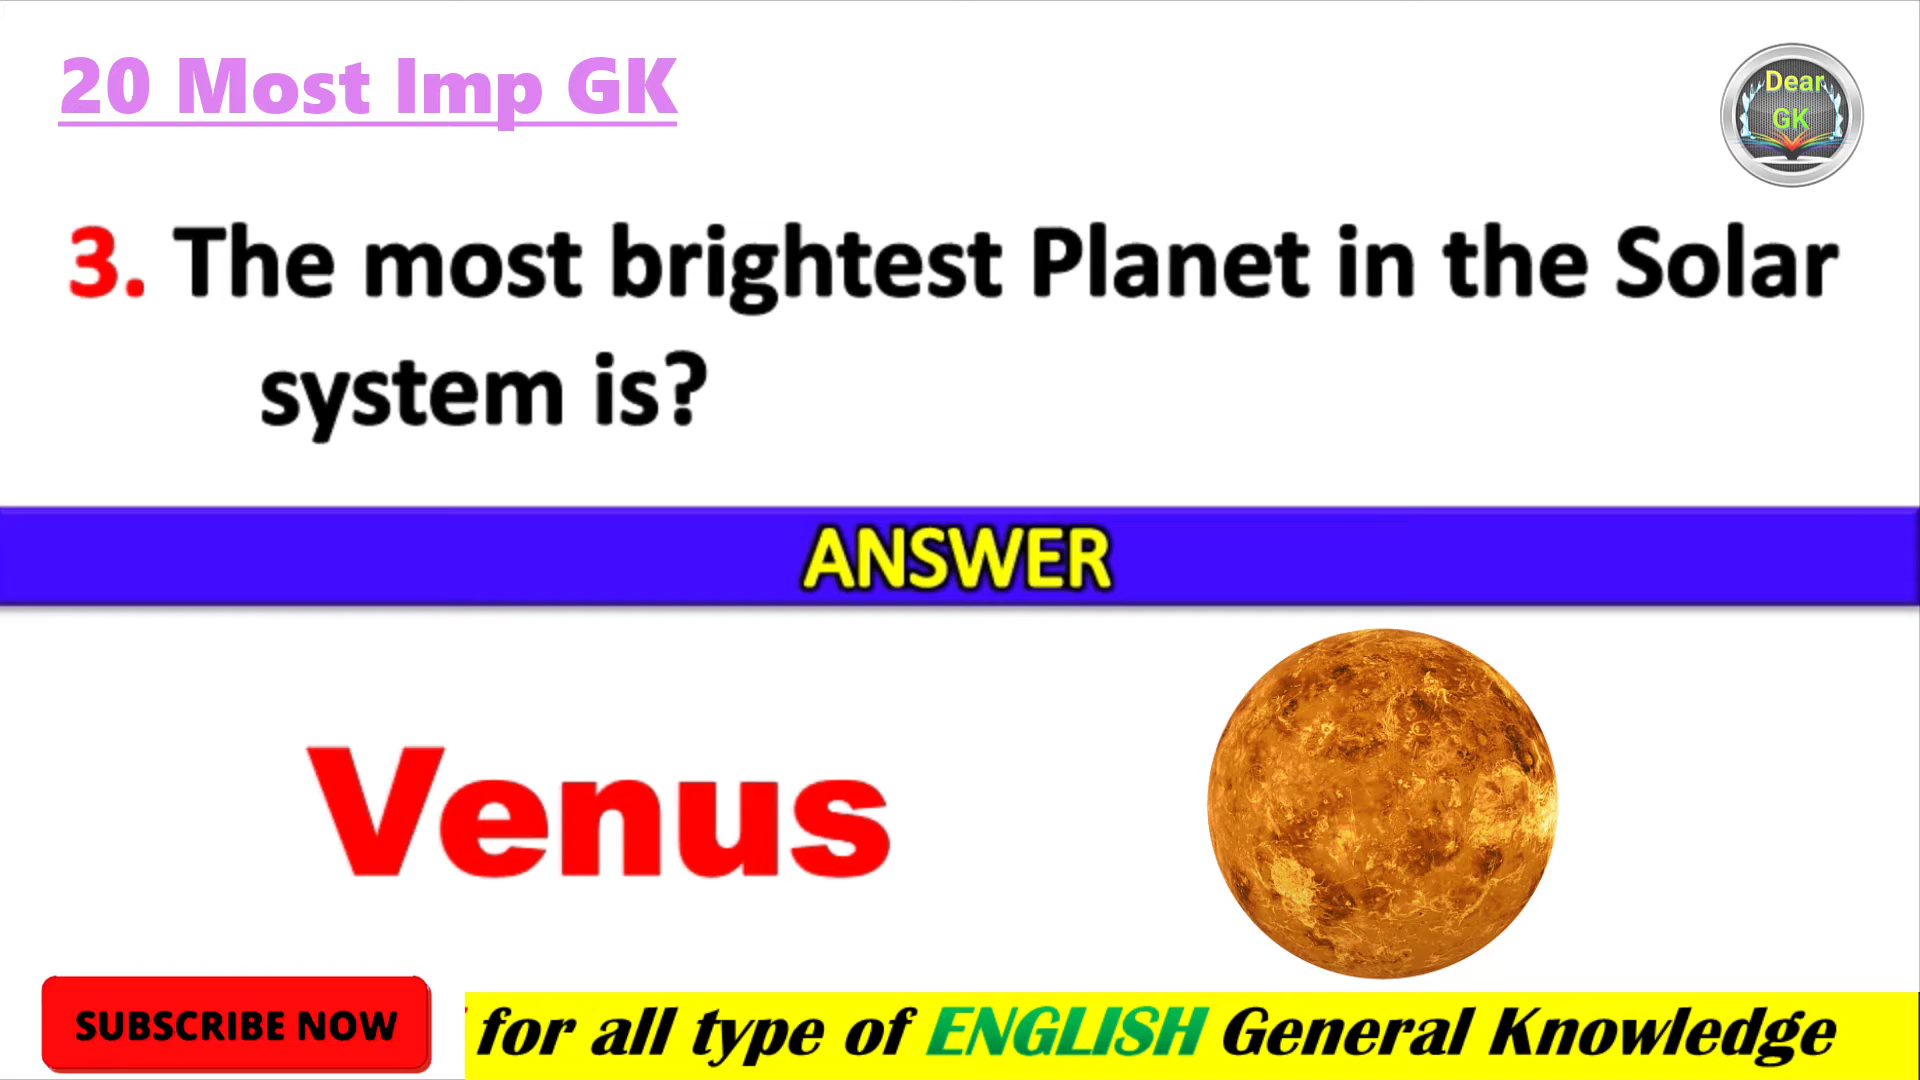 20 Most Imp GK
Dear
GK
3. The most brightest Planet in the Solar
system is?
ANSWER
Venus
SUBSCRIBE NOW
for all type of ENGLISH General Knowledge